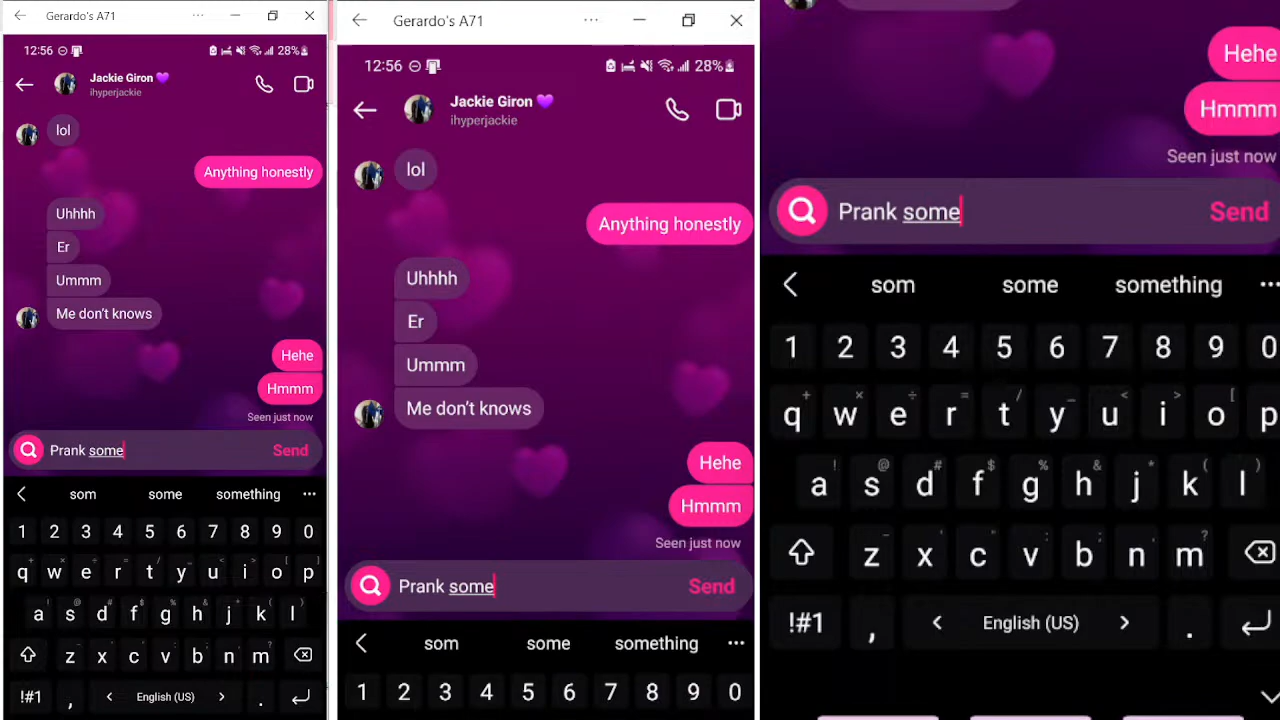 Gerardo's A71
12:56 28%
Jackie Giron 💜
ihyperjackie
lol
Anything honestly
Uhhhh
Er
Ummm
Me don't knows
Hehe
Hmmm
Seen just now
Prank some Send
som some something
1 2 3 4 5 6 7 8 9 0
q w e r t y u i o p
a s d f g h j k l
z x c v b n m
!#1 , English (US) .
Gerardo's A71
12:56 28%
Jackie Giron 💜
ihyperjackie
lol
Anything honestly
Uhhhh
Er
Ummm
Me don't knows
Hehe
Hmmm
Seen just now
Prank some Send
som some something
1 2 3 4 5 6 7 8 9 0
Hehe
Hmmm
Seen just now
Prank some Send
som some something
1 2 3 4 5 6 7 8 9 0
q w e r t y u i o p
a s d f g h j k l
z x c v b n m
!#1 , English (US) .